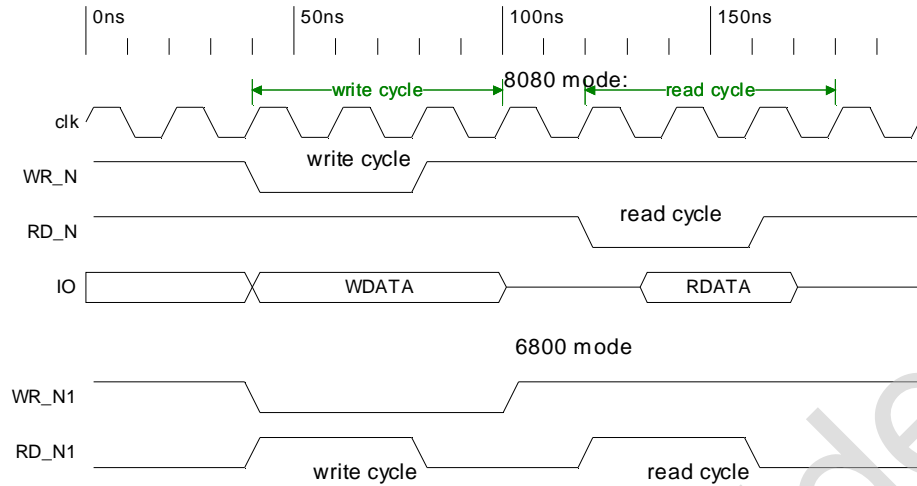 0ns 50ns 100ns 150ns
8080 mode:
write cycle read cycle
clk
write cycle
WR_N
read cycle
RD_N
IO WDATA RDATA
6800 mode
WR_N1
RD_N1
write cycle read cycle
de